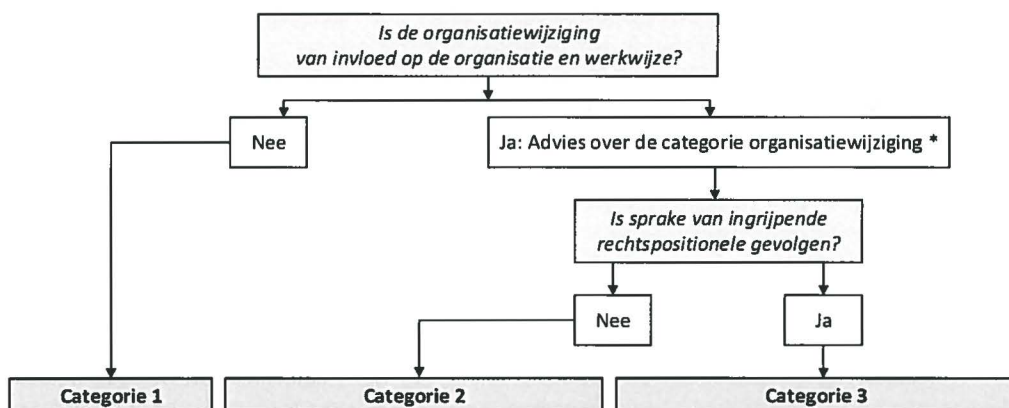 Is de organisatiewijziging
van invloed op de organisatie en werkwijze?
Nee
Ja: Advies over de categorie organisatiewijziging *
Is sprake van ingrijpende
rechtspositionele gevolgen?
Nee
Ja
Categorie 1
Categorie 2
Categorie 3